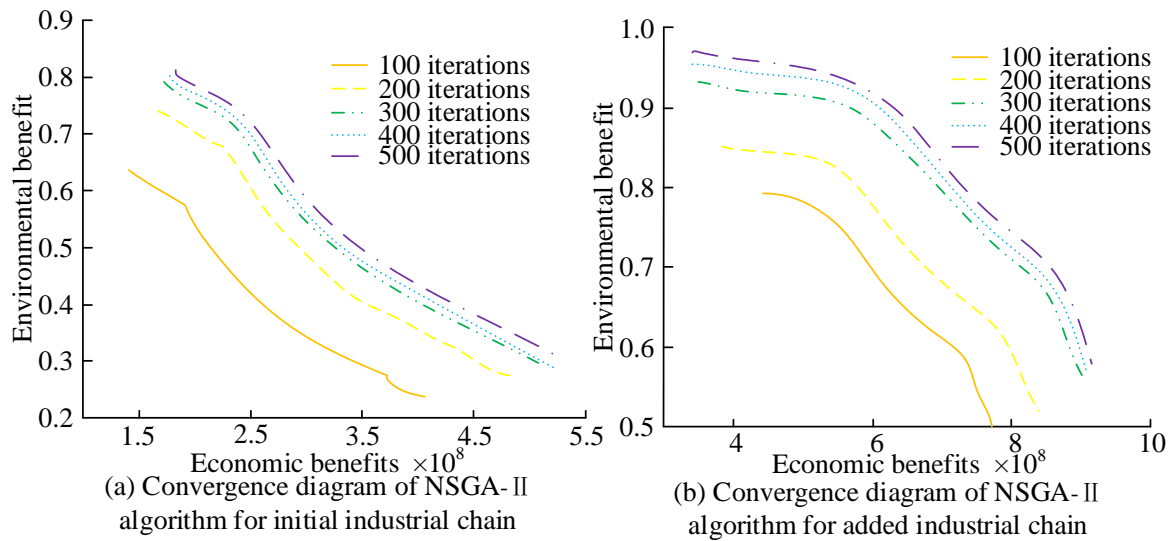 0.9
0.8
0.7
0.6
0.5
0.4
0.3
0.2
Environmental benefit
100 iterations
200 iterations
300 iterations
400 iterations
500 iterations
1.5
2.5
3.5
4.5
5.5
Economic benefits ×10⁸
(a) Convergence diagram of NSGA-Ⅱ
algorithm for initial industrial chain
1.0
0.9
0.8
0.7
0.6
0.5
Environmental benefit
100 iterations
200 iterations
300 iterations
400 iterations
500 iterations
4
6
8
10
Economic benefits ×10⁸
(b) Convergence diagram of NSGA-Ⅱ
algorithm for added industrial chain